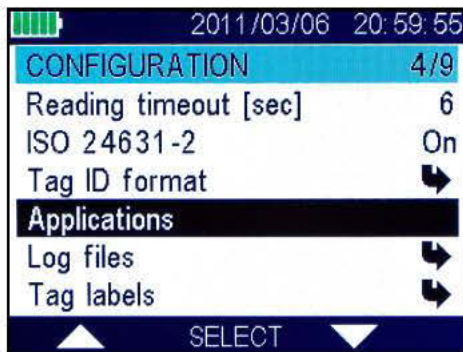 2011/03/06 20:59:55
CONFIGURATION 4/9
Reading timeout [sec] 6
ISO 24631-2 On
Tag ID format
Applications
Log files
Tag labels
SELECT